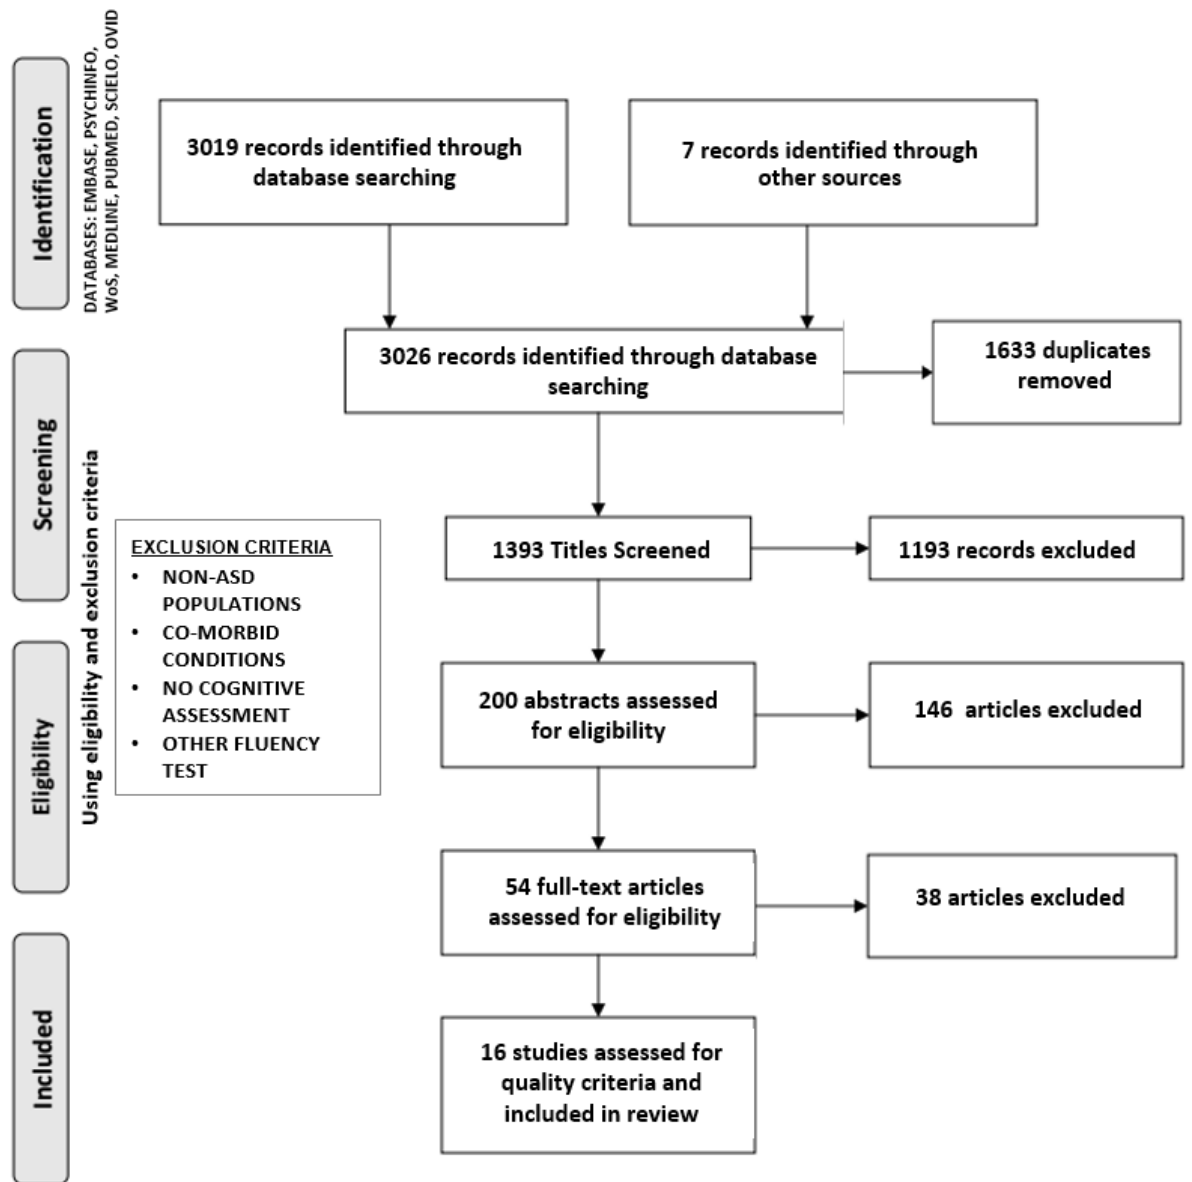 Identification
DATABASES: EMBASE, PSYCHINFO,
WoS, MEDLINE, PUBMED, SCIELO, OVID
3019 records identified through
database searching
7 records identified through
other sources
3026 records identified through database
searching
1633 duplicates
removed
Screening
Using eligibility and exclusion criteria
EXCLUSION CRITERIA
• NON-ASD
POPULATIONS
• CO-MORBID
CONDITIONS
• NO COGNITIVE
ASSESSMENT
• OTHER FLUENCY
TEST
1393 Titles Screened
1193 records excluded
Eligibility
200 abstracts assessed
for eligibility
146 articles excluded
54 full-text articles
assessed for eligibility
38 articles excluded
Included
16 studies assessed for
quality criteria and
included in review